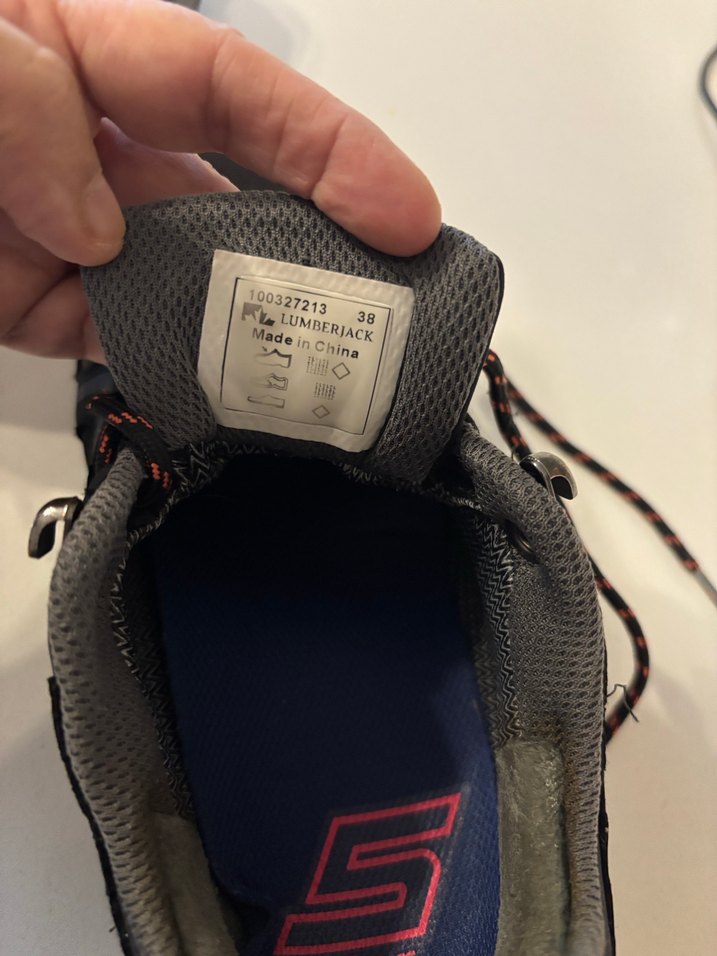 100327213 38
LUMBERJACK
Made in China
S